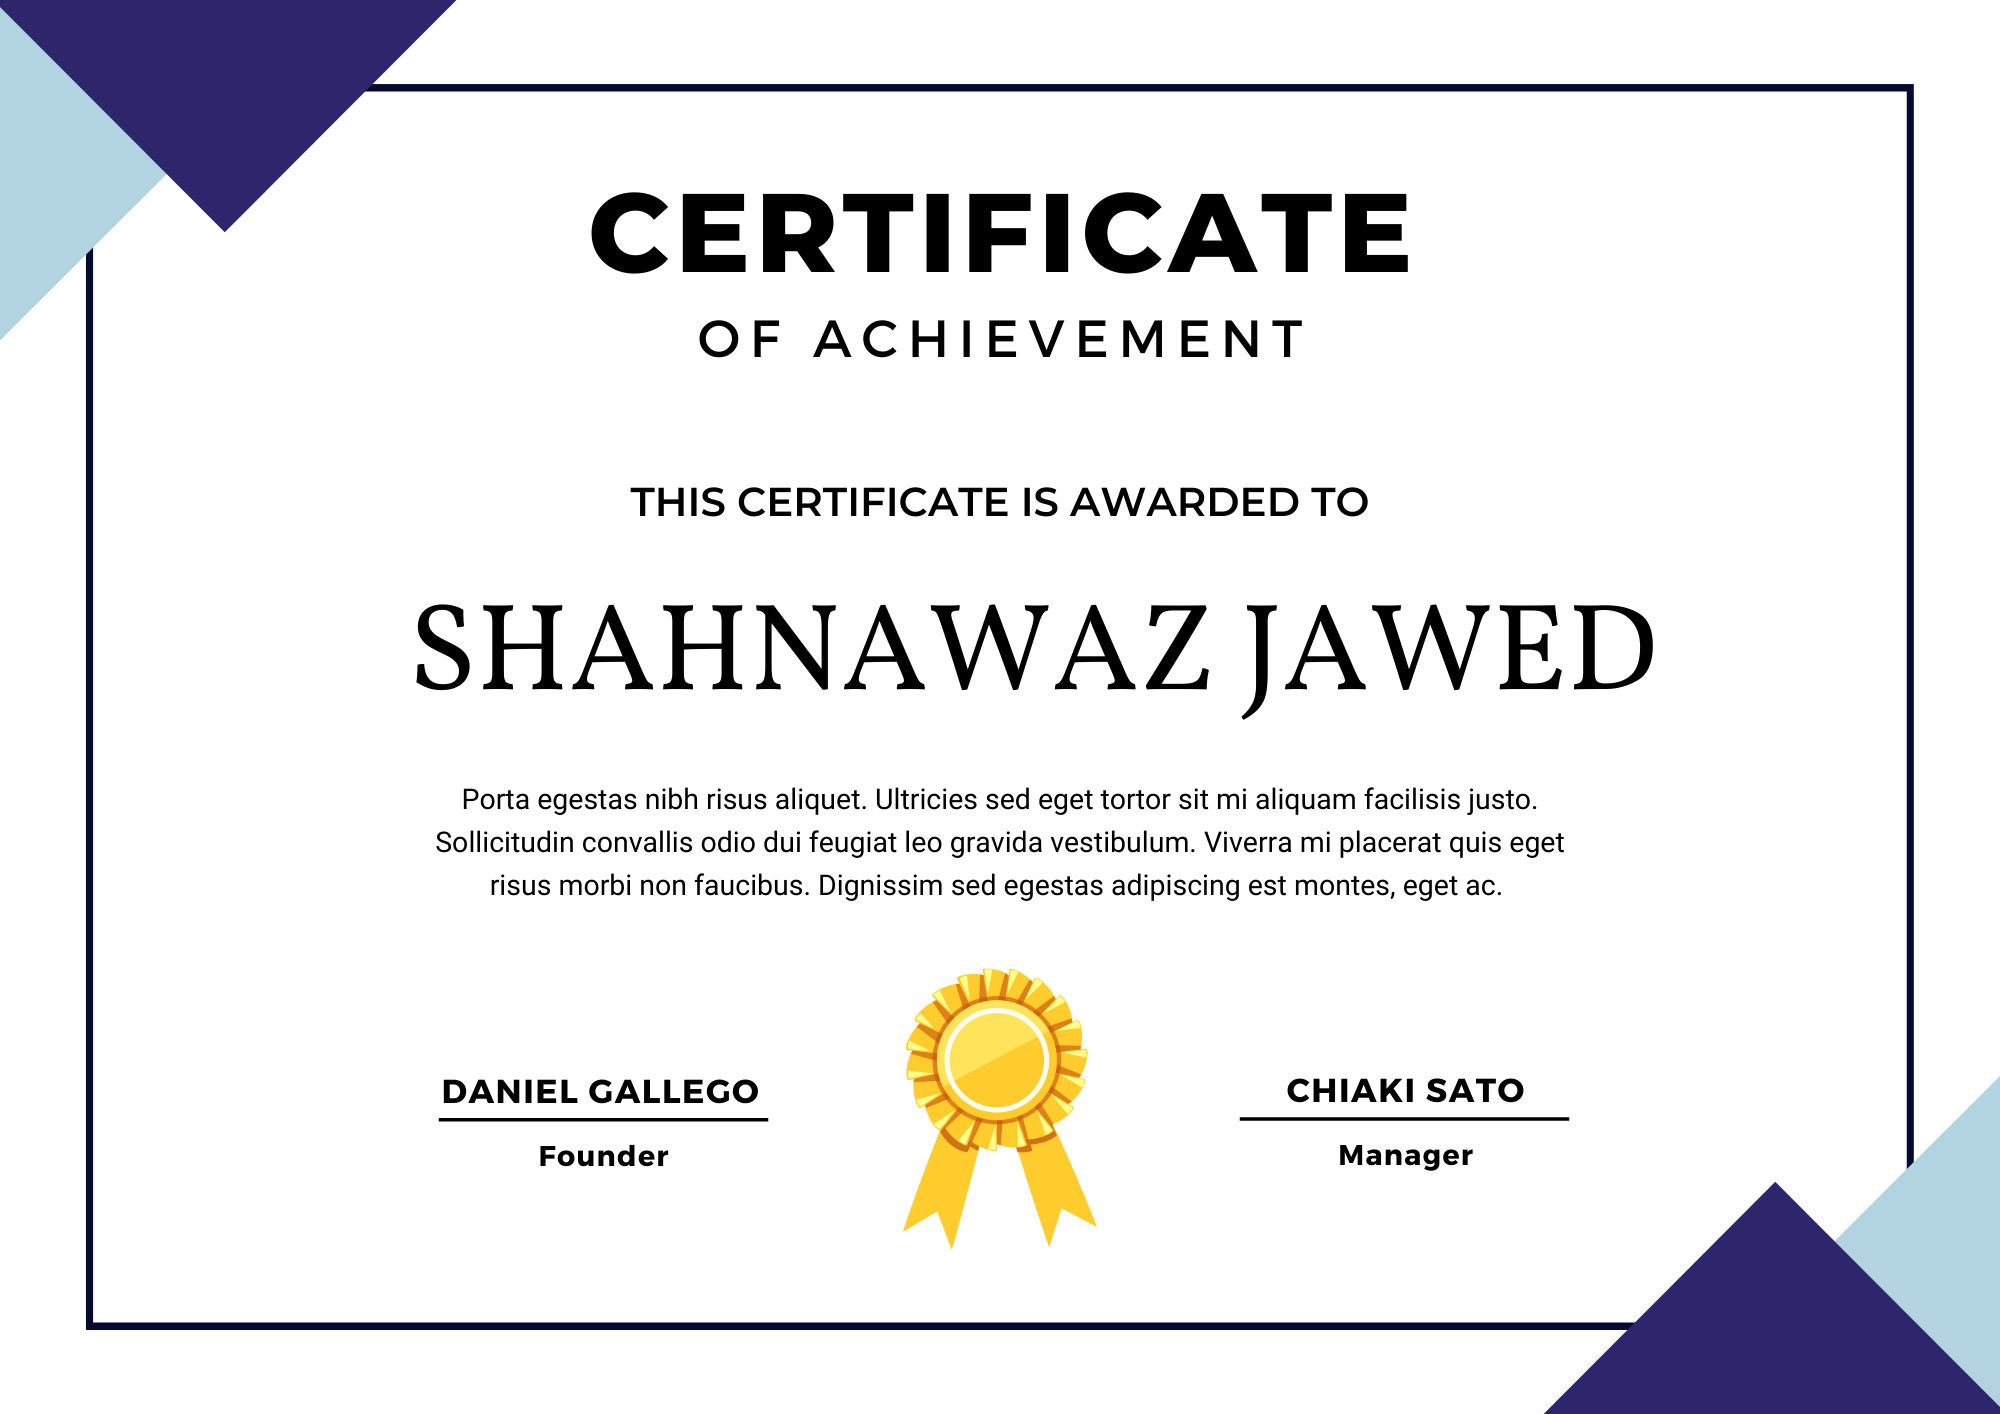 CERTIFICATE
OF ACHIEVEMENT
THIS CERTIFICATE IS AWARDED TO
SHAHNAWAZ JAWED
Porta egestas nibh risus aliquet. Ultricies sed eget tortor sit mi aliquam facilisis justo.
Sollicitudin convallis odio dui feugiat leo gravida vestibulum. Viverra mi placerat quis eget
risus morbi non faucibus. Dignissim sed egestas adipiscing est montes, eget ac.
DANIEL GALLEGO
Founder
CHIAKI SATO
Manager